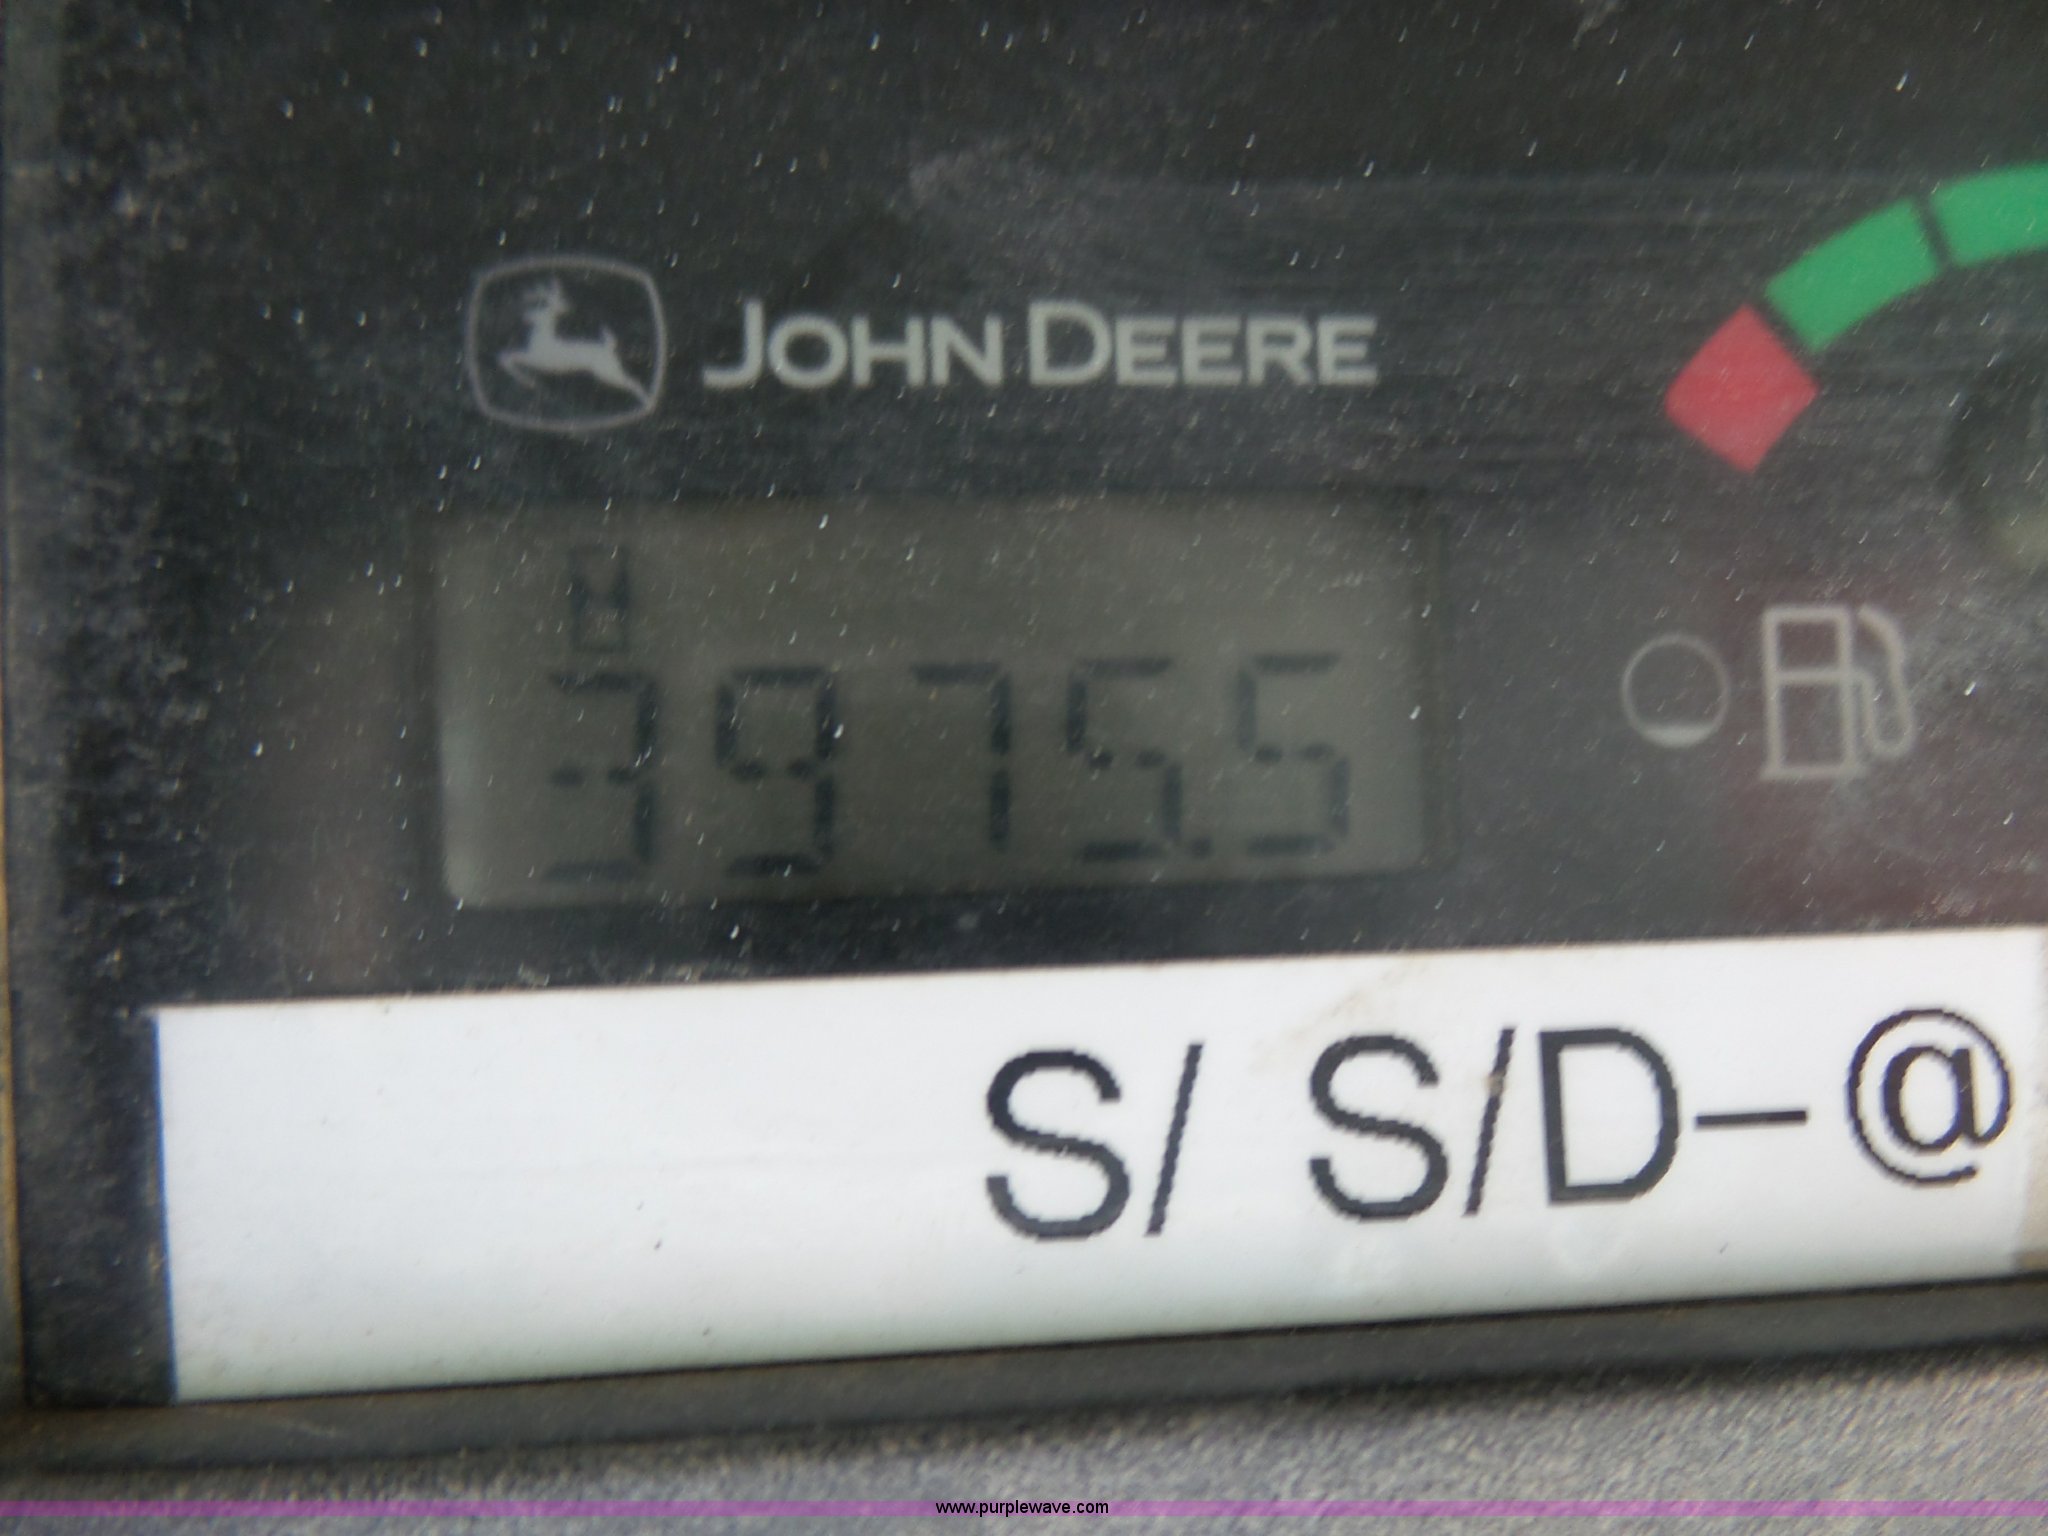 JOHN DEERE
3975.5
S/ S/D-@
www.purplewave.com